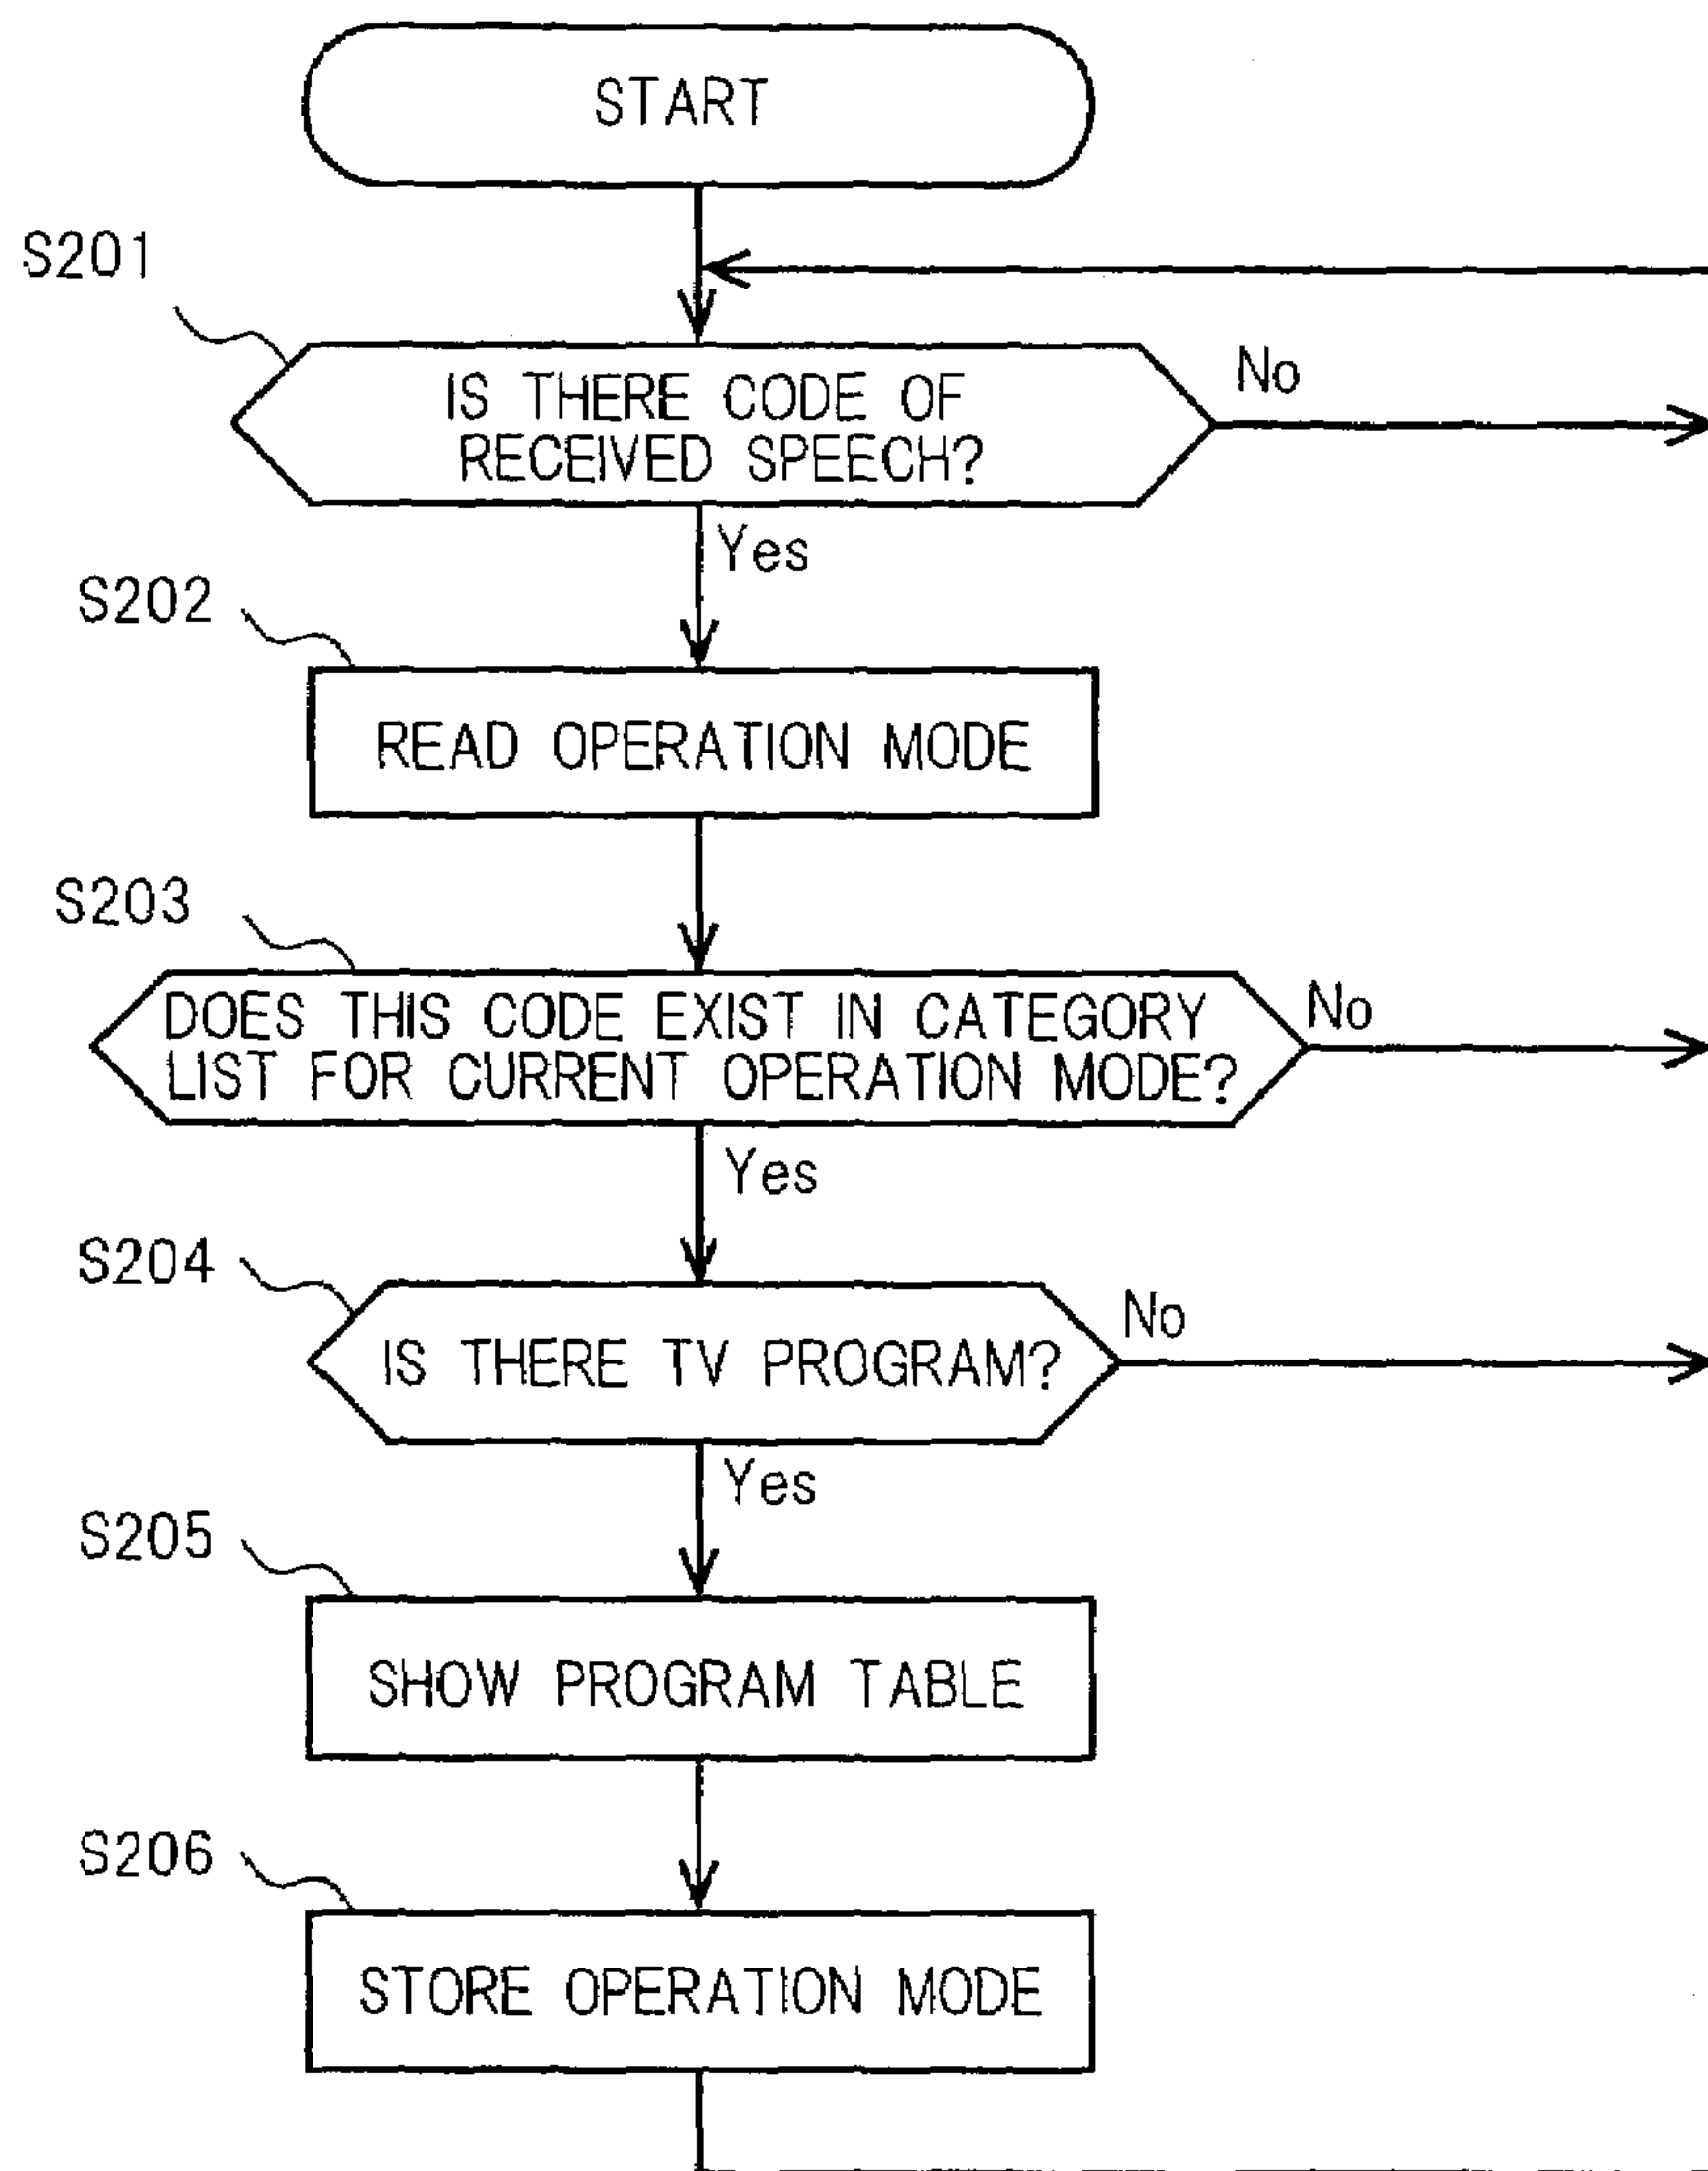 START
S201
IS THERE CODE OF
RECEIVED SPEECH?
No
Yes
S202
READ OPERATION MODE
S203
DOES THIS CODE EXIST IN CATEGORY
LIST FOR CURRENT OPERATION MODE?
No
Yes
S204
IS THERE TV PROGRAM?
No
Yes
S205
SHOW PROGRAM TABLE
S206
STORE OPERATION MODE